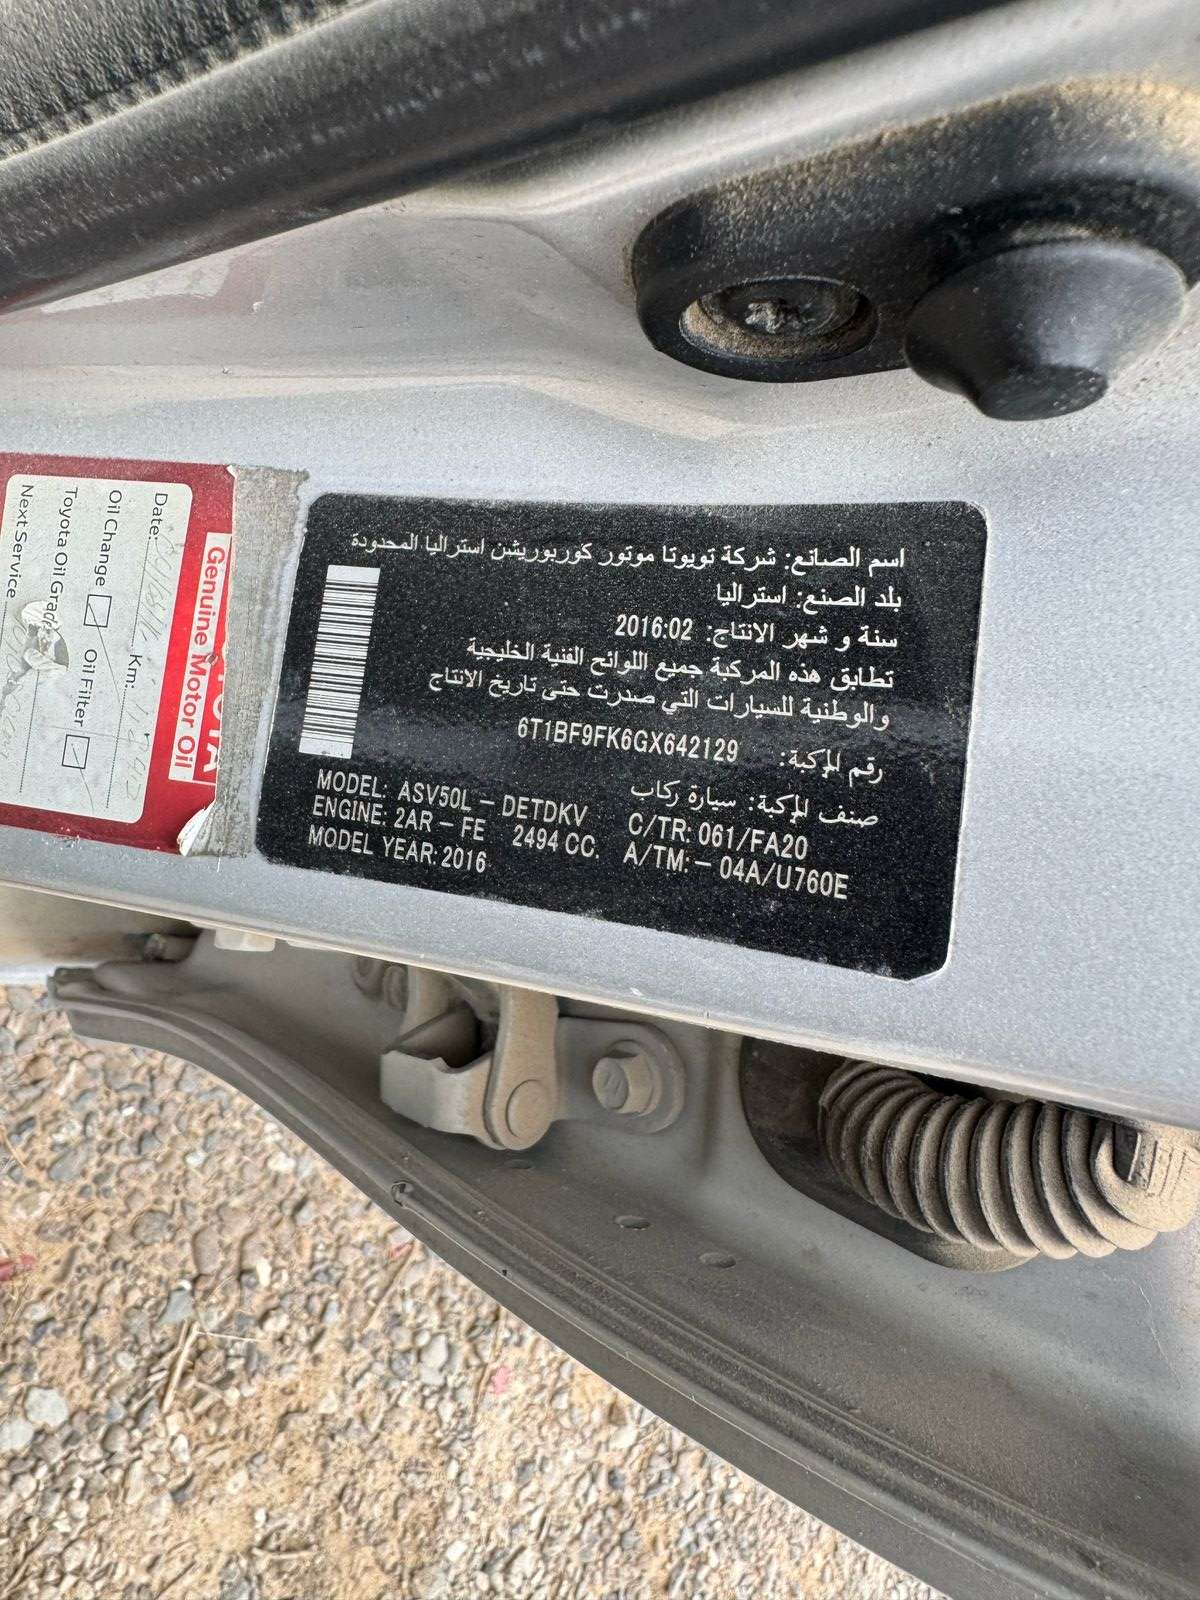 اسم الصانع: شركة تويوتا موتور كوربوريشن استراليا المحدودة
بلد الصنع: استراليا
سنة و شهر الانتاج: 2016:02
تطابق هذه المركبة جميع اللوائح الفنية الخليجية
والوطنية للسيارات التي صدرت حتى تاريخ الانتاج
رقم المركبة: 6T1BF9FK6GX642129
صنف المركبة: سيارة ركاب
MODEL: ASV50L - DETDKV C/TR: 061/FA20
ENGINE: 2AR - FE 2494 CC. A/TM: - 04A/U760E
MODEL YEAR: 2016
Genuine Motor Oil
Date: Km:
Oil Change Oil Filter
Toyota Oil Grade
Next Service